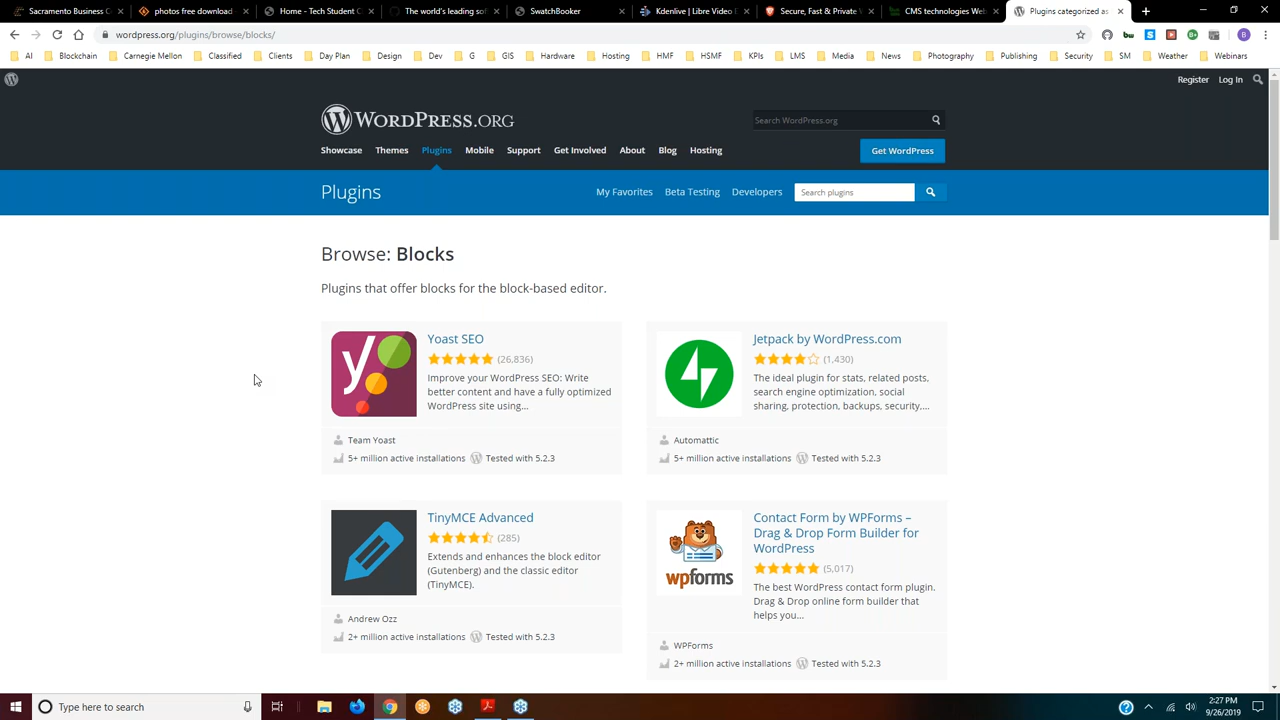 Sacramento Business C
photos free download
Home - Tech Student C
The world's leading so
SwatchBooker
Kdenlive | Libre Video E
Secure, Fast & Private V
CMS technologies Web
Plugins categorized as
wordpress.org/plugins/browse/blocks/
B
AI
Blockchain
Carnegie Mellon
Classified
Clients
Day Plan
Design
Dev
G
GIS
Hardware
Hosting
HMF
HSMF
KPIs
LMS
Media
News
Photography
Publishing
Security
SM
Weather
Webinars
Register
Log In
WORDPRESS.ORG
Search WordPress.org
Showcase
Themes
Plugins
Mobile
Support
Get Involved
About
Blog
Hosting
Get WordPress
Plugins
My Favorites
Beta Testing
Developers
Search plugins
Browse: Blocks
Plugins that offer blocks for the block-based editor.
Yoast SEO
(26,836)
Improve your WordPress SEO: Write
better content and have a fully optimized
WordPress site using...
Team Yoast
5+ million active installations
Tested with 5.2.3
Jetpack by WordPress.com
(1,430)
The ideal plugin for stats, related posts,
search engine optimization, social
sharing, protection, backups, security,...
Automattic
5+ million active installations
Tested with 5.2.3
TinyMCE Advanced
(285)
Extends and enhances the block editor
(Gutenberg) and the classic editor
(TinyMCE).
Andrew Ozz
2+ million active installations
Tested with 5.2.3
wpforms
Contact Form by WPForms –
Drag & Drop Form Builder for
WordPress
(5,017)
The best WordPress contact form plugin.
Drag & Drop online form builder that
helps you...
WPForms
2+ million active installations
Tested with 5.2.3
Type here to search
2:27 PM
9/26/2019